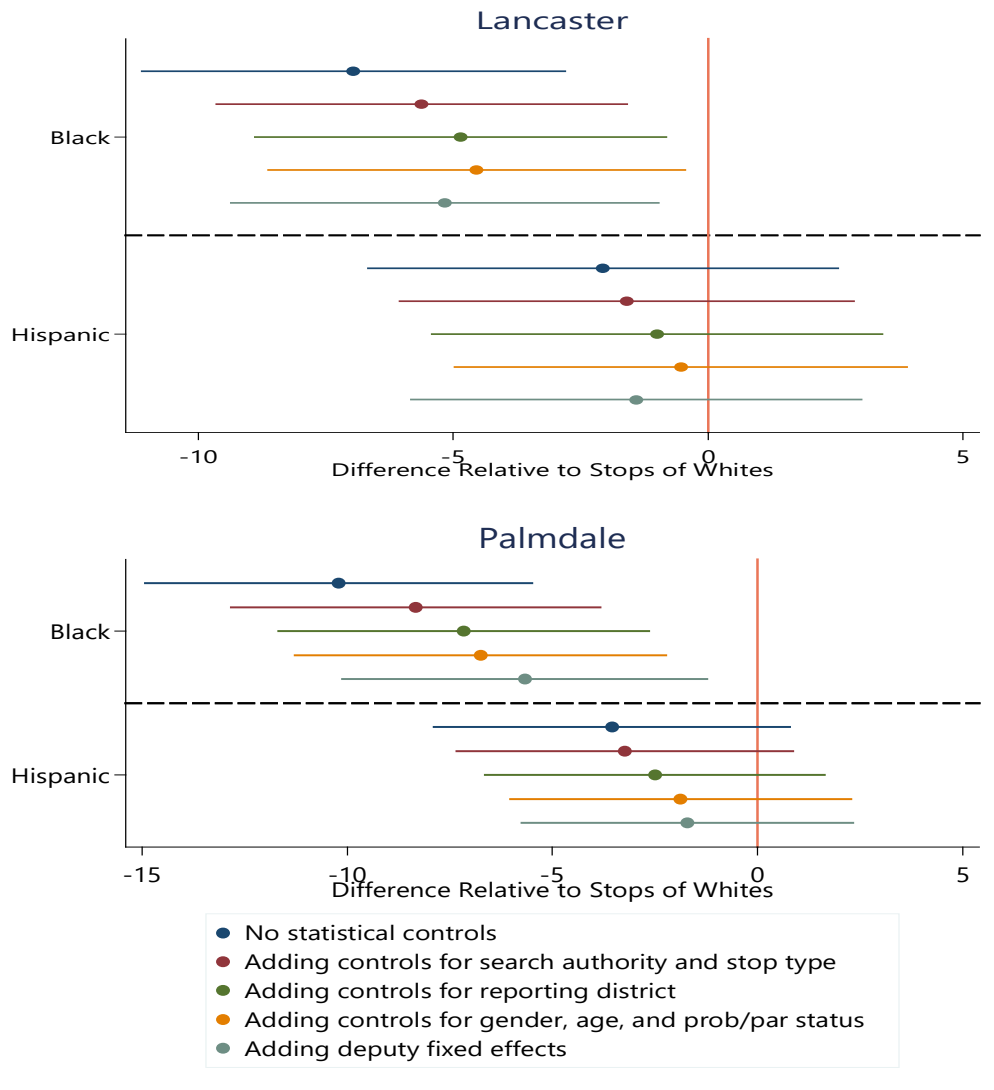 Lancaster
Black
Hispanic
-10 -5 0 5
Difference Relative to Stops of Whites
Palmdale
Black
Hispanic
-15 -10 -5 0 5
Difference Relative to Stops of Whites
No statistical controls
Adding controls for search authority and stop type
Adding controls for reporting district
Adding controls for gender, age, and prob/par status
Adding deputy fixed effects